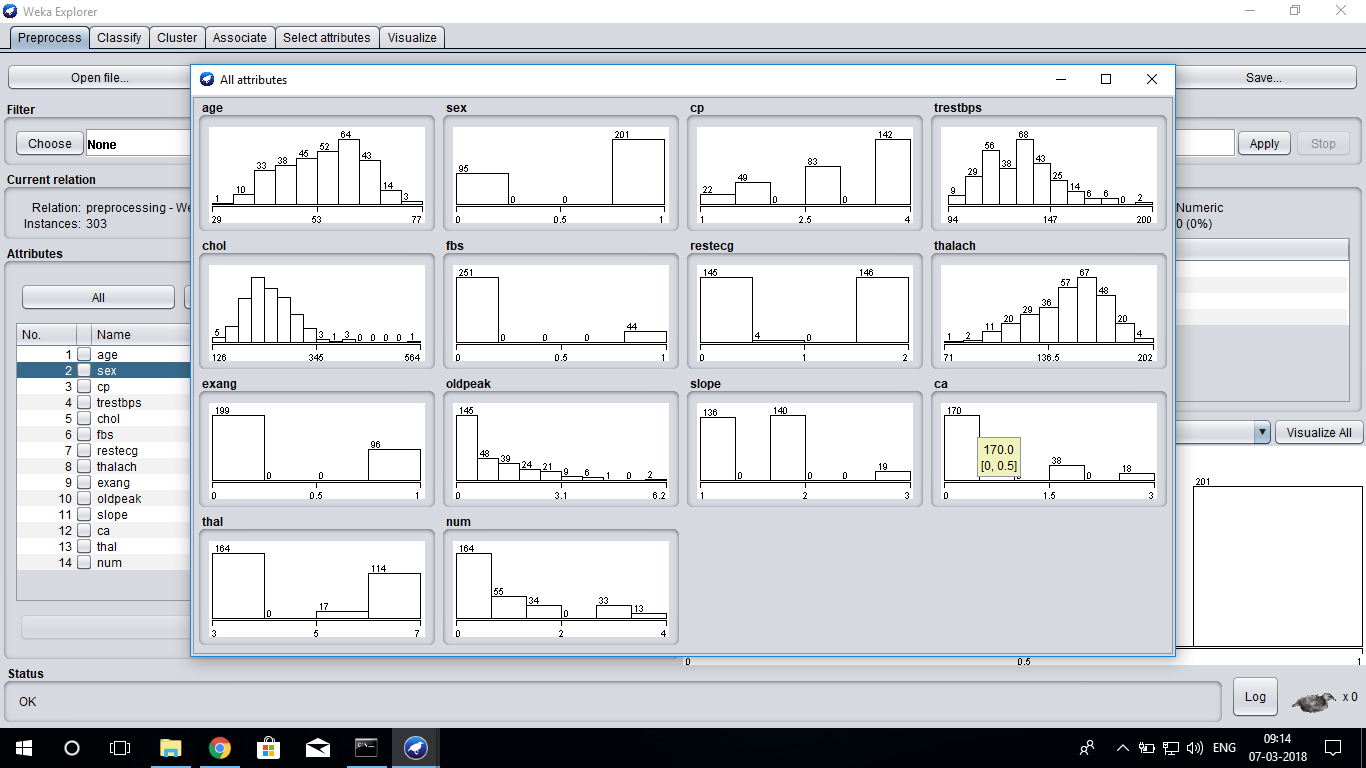 Weka Explorer
Preprocess Classify Cluster Associate Select attributes Visualize
Open file... Save...
All attributes
Filter
Choose None Apply Stop
Current relation
Relation: preprocessing - We
Instances: 303
Numeric
0 (0%)
Attributes
All
No. Name
1 age
2 sex
3 cp
4 trestbps
5 chol
6 fbs
7 restecg
8 thalach
9 exang
10 oldpeak
11 slope
12 ca
13 thal
14 num
age
1 10 33 38 45 52 64 43 14 3
29 53 77
sex
95 0 0 201
0 0.5 1
cp
22 49 0 83 0 142
1 2.5 4
trestbps
9 29 56 38 68 43 25 14 6 6 0 2
94 147 200
chol
5 3 1 3 0 0 0 0 1
126 345 564
fbs
251 0 0 0 44
0 0.5 1
restecg
145 4 0 146
0 1 2
thalach
1 2 11 20 29 36 57 67 48 20 4
71 136.5 202
exang
199 0 0 96
0 0.5 1
oldpeak
145 48 39 24 21 9 6 1 0 2
0 3.1 6.2
slope
136 0 140 0 0 19
1 2 3
ca
170 38 0 18
170.0
[0, 0.5]
0 1.5 3
thal
164 0 17 114
3 5 7
num
164 55 34 0 33 13
0 2 4
Visualize All
201
0 0.5 1
Status
OK
Log x 0
ENG
09:14
07-03-2018